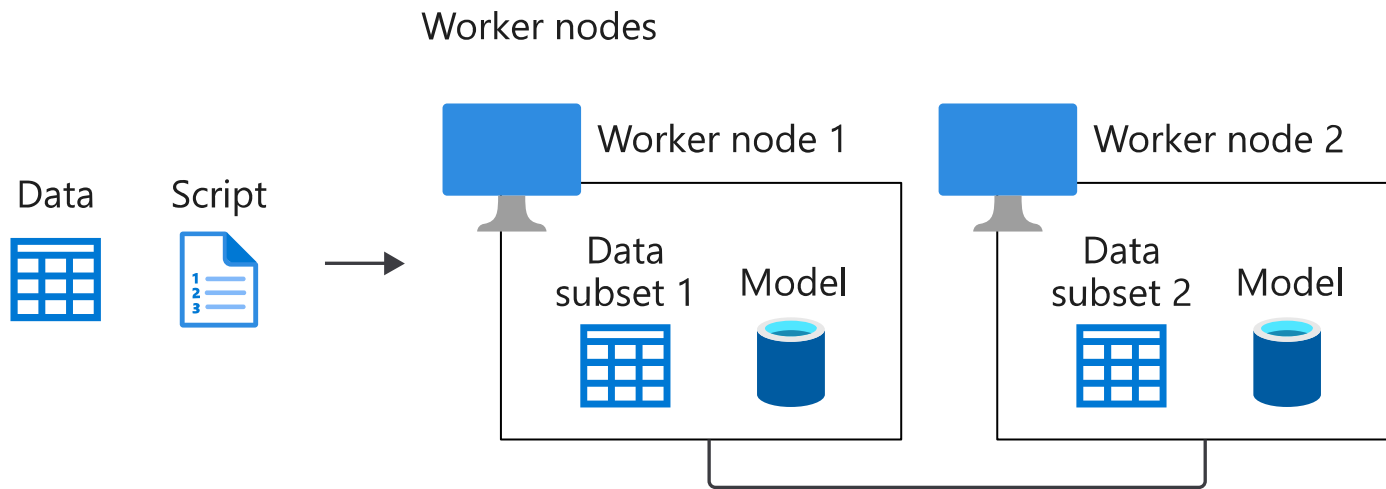 Worker nodes
Data
Script
1
2
3
Worker node 1
Data
subset 1
Model
Worker node 2
Data
subset 2
Model